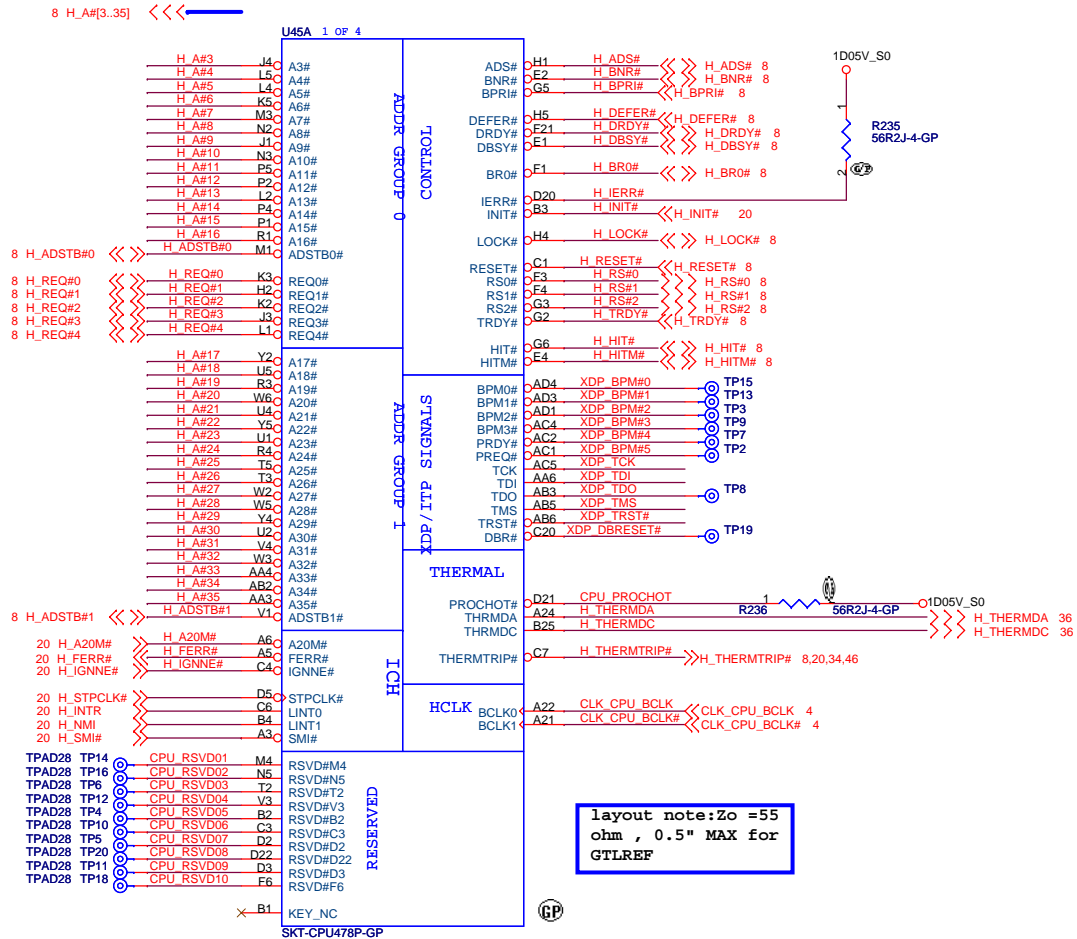 8 H_A#[3..35]
U45A 1 OF 4
H_A#3 J4 A3#
H_A#4 L5 A4#
H_A#5 L4 A5#
H_A#6 K5 A6#
H_A#7 M3 A7#
H_A#8 N2 A8#
H_A#9 J1 A9#
H_A#10 N3 A10#
H_A#11 P5 A11#
H_A#12 P2 A12#
H_A#13 L2 A13#
H_A#14 P4 A14#
H_A#15 P1 A15#
H_A#16 R1 A16#
8 H_ADSTB#0 H_ADSTB#0 M1 ADSTB0#
8 H_REQ#0 H_REQ#0 K3 REQ0#
8 H_REQ#1 H_REQ#1 H2 REQ1#
8 H_REQ#2 H_REQ#2 K2 REQ2#
8 H_REQ#3 H_REQ#3 J3 REQ3#
8 H_REQ#4 H_REQ#4 L1 REQ4#
ADDR GROUP 0
H_A#17 Y2 A17#
H_A#18 U5 A18#
H_A#19 R3 A19#
H_A#20 W6 A20#
H_A#21 U4 A21#
H_A#22 Y5 A22#
H_A#23 U1 A23#
H_A#24 R4 A24#
H_A#25 T5 A25#
H_A#26 T3 A26#
H_A#27 W2 A27#
H_A#28 W5 A28#
H_A#29 Y4 A29#
H_A#30 U2 A30#
H_A#31 V4 A31#
H_A#32 W3 A32#
H_A#33 AA4 A33#
H_A#34 AB2 A34#
H_A#35 AA3 A35#
8 H_ADSTB#1 H_ADSTB#1 V1 ADSTB1#
ADDR GROUP 1
20 H_A20M# H_A20M# A6 A20M#
20 H_FERR# H_FERR# A5 FERR#
20 H_IGNNE# H_IGNNE# C4 IGNNE#
20 H_STPCLK# D5 STPCLK#
20 H_INTR C6 LINT0
20 H_NMI B4 LINT1
20 H_SMI# A3 SMI#
ICH
TPAD28 TP14 CPU_RSVD01 M4 RSVD#M4
TPAD28 TP16 CPU_RSVD02 N5 RSVD#N5
TPAD28 TP6 CPU_RSVD03 T2 RSVD#T2
TPAD28 TP12 CPU_RSVD04 V3 RSVD#V3
TPAD28 TP4 CPU_RSVD05 B2 RSVD#B2
TPAD28 TP10 CPU_RSVD06 C3 RSVD#C3
TPAD28 TP5 CPU_RSVD07 D2 RSVD#D2
TPAD28 TP20 CPU_RSVD08 D22 RSVD#D22
TPAD28 TP11 CPU_RSVD09 D3 RSVD#D3
TPAD28 TP18 CPU_RSVD10 F6 RSVD#F6
RESERVED
B1 KEY_NC
SKT-CPU478P-GP
CONTROL
ADS# H1 H_ADS# H_ADS# 8
BNR# E2 H_BNR# H_BNR# 8
BPRI# G5 H_BPRI# H_BPRI# 8
DEFER# H5 H_DEFER# H_DEFER# 8
DRDY# F21 H_DRDY# H_DRDY# 8
DBSY# E1 H_DBSY# H_DBSY# 8
BR0# F1 H_BR0# H_BR0# 8
IERR# D20 H_IERR#
INIT# B3 H_INIT# H_INIT# 20
LOCK# H4 H_LOCK# H_LOCK# 8
RESET# C1 H_RESET# H_RESET# 8
RS0# F3 H_RS#0 H_RS#0 8
RS1# F4 H_RS#1 H_RS#1 8
RS2# G3 H_RS#2 H_RS#2 8
TRDY# G2 H_TRDY# H_TRDY# 8
HIT# G6 H_HIT# H_HIT# 8
HITM# E4 H_HITM# H_HITM# 8
1D05V_S0
1
R235
56R2J-4-GP
2
GP
XDP/ITP SIGNALS
BPM0# AD4 XDP_BPM#0 TP15
BPM1# AD3 XDP_BPM#1 TP13
BPM2# AD1 XDP_BPM#2 TP3
BPM3# AC4 XDP_BPM#3 TP9
PRDY# AC2 XDP_BPM#4 TP7
PREQ# AC1 XDP_BPM#5 TP2
TCK AC5 XDP_TCK
TDI AA6 XDP_TDI
TDO AB3 XDP_TDO TP8
TMS AB5 XDP_TMS
TRST# AB6 XDP_TRST#
DBR# C20 XDP_DBRESET# TP19
THERMAL
PROCHOT# D21 CPU_PROCHOT 1 1D05V_S0
R236 56R2J-4-GP
THRMDA A24 H_THERMDA H_THERMDA 36
THRMDC B25 H_THERMDC H_THERMDC 36
THERMTRIP# C7 H_THERMTRIP# H_THERMTRIP# 8,20,34,46
HCLK
BCLK0 A22 CLK_CPU_BCLK CLK_CPU_BCLK 4
BCLK1 A21 CLK_CPU_BCLK# CLK_CPU_BCLK# 4
layout note:Zo =55
ohm , 0.5" MAX for
GTLREF
GP